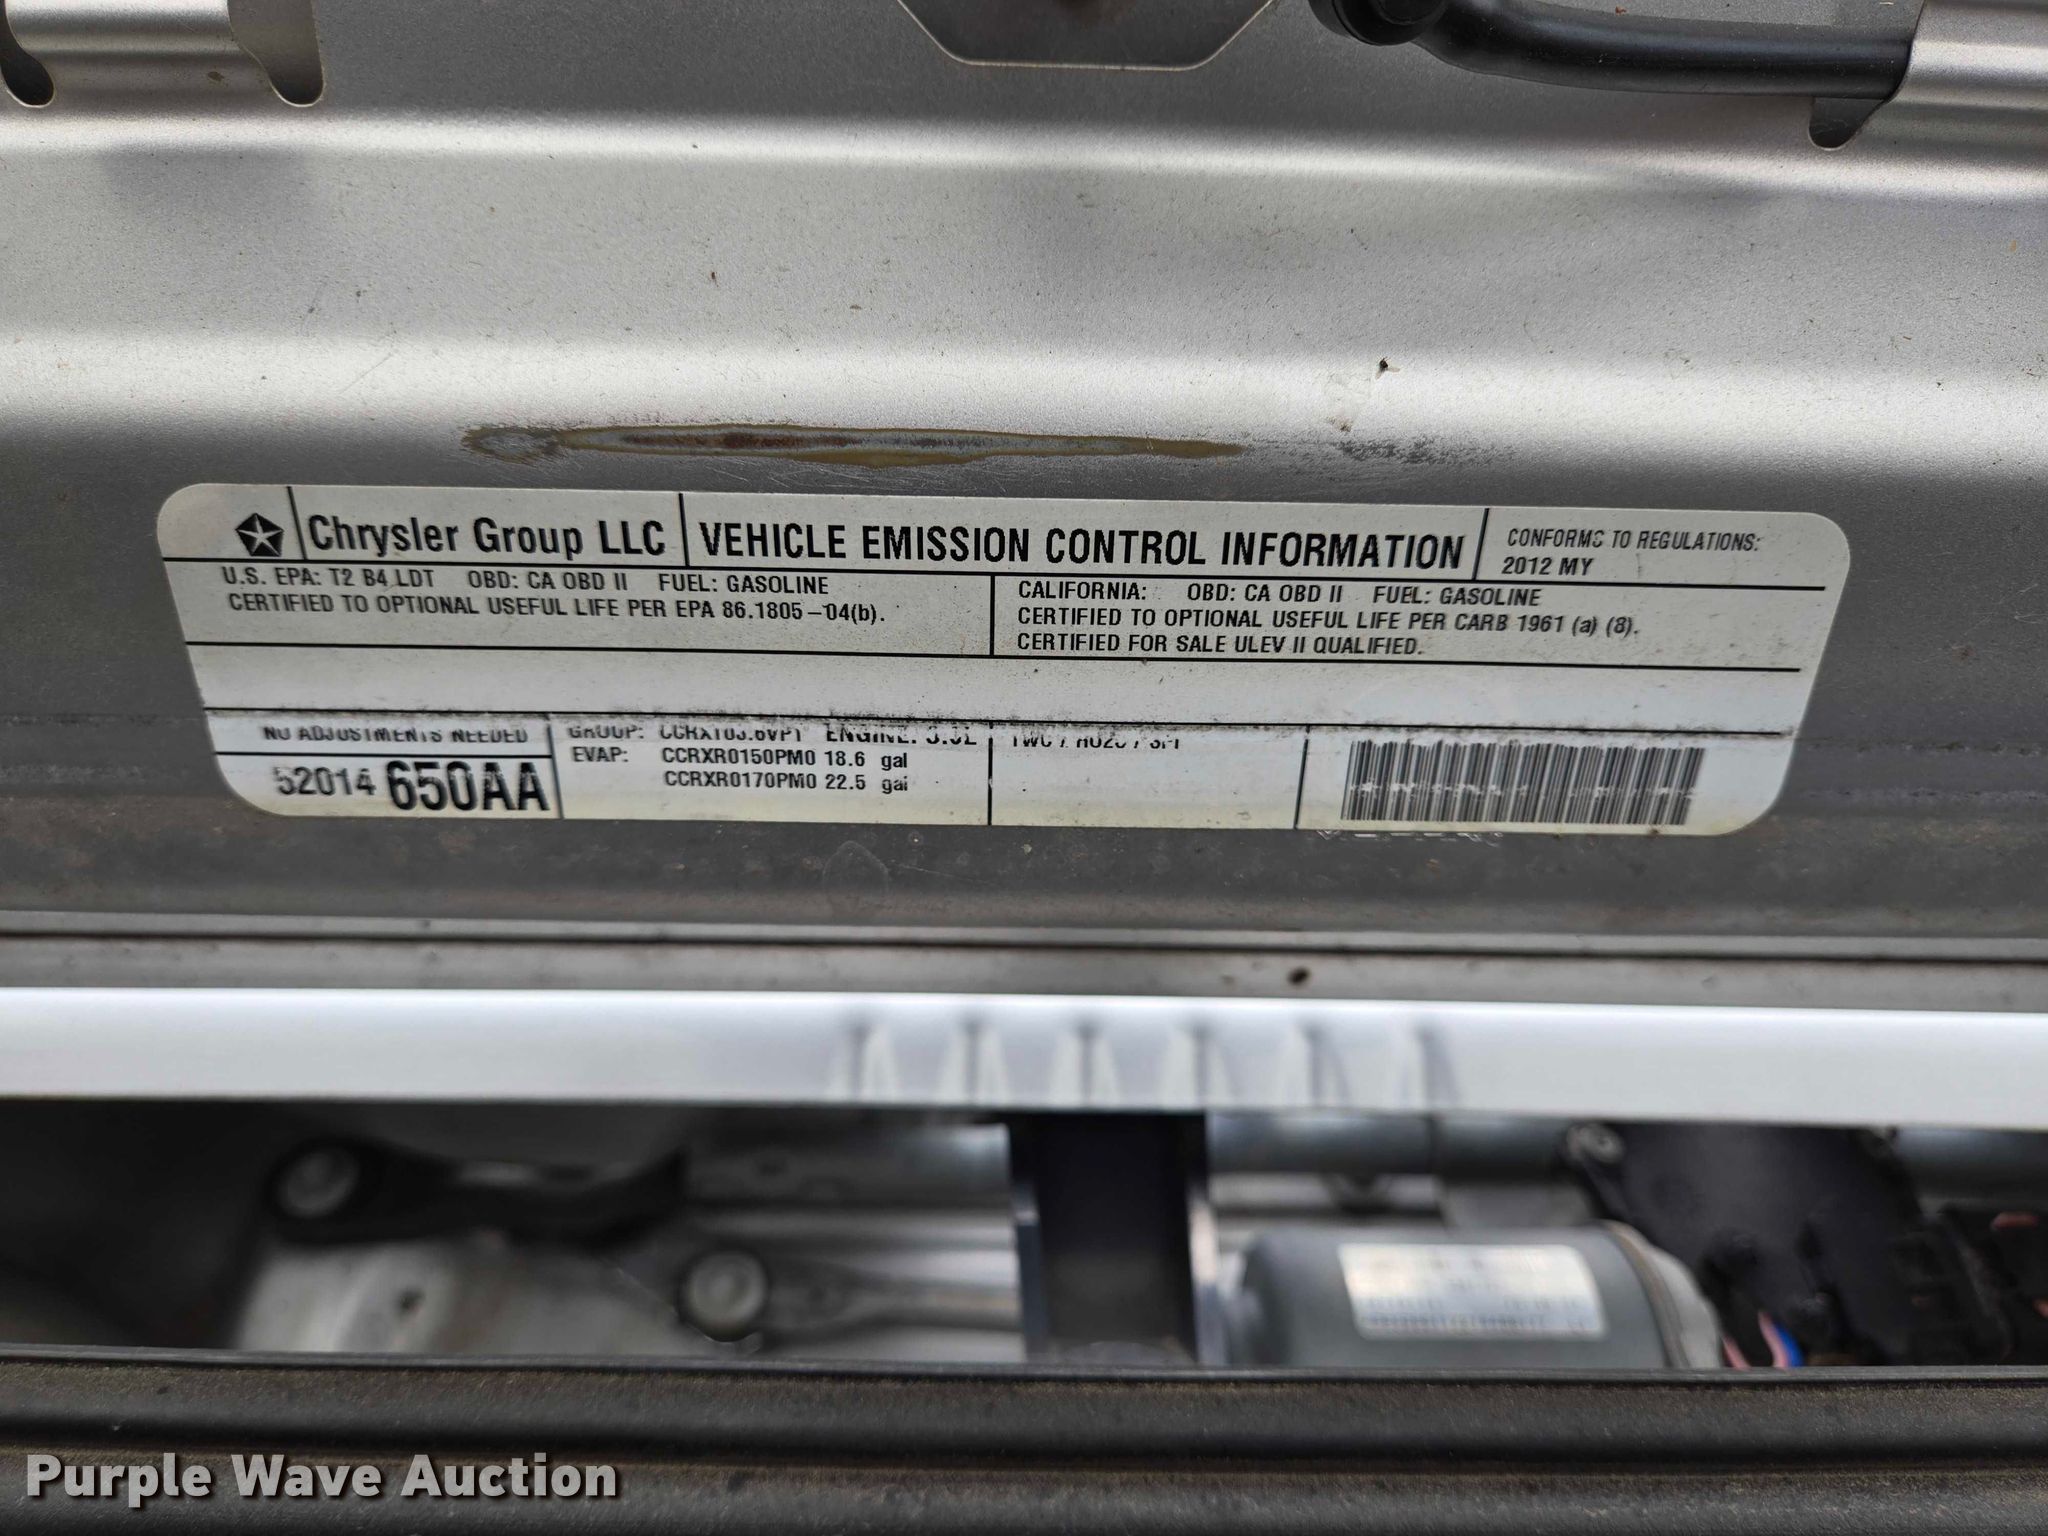 Chrysler Group LLC
VEHICLE EMISSION CONTROL INFORMATION
CONFORMS TO REGULATIONS:
2012 MY
U.S. EPA: T2 B4 LDT OBD: CA OBD II FUEL: GASOLINE
CERTIFIED TO OPTIONAL USEFUL LIFE PER EPA 86.1805-04(b).
CALIFORNIA: OBD: CA OBD II FUEL: GASOLINE
CERTIFIED TO OPTIONAL USEFUL LIFE PER CARB 1961 (a) (8).
CERTIFIED FOR SALE ULEV II QUALIFIED.
NO ADJUSTMENTS NEEDED
52014 650AA
GROUP: CCRXT03.6VP1 ENGINE:
EVAP: CCRXR0150PM0 18.6 gal
CCRXR0170PM0 22.5 gal
Purple Wave Auction